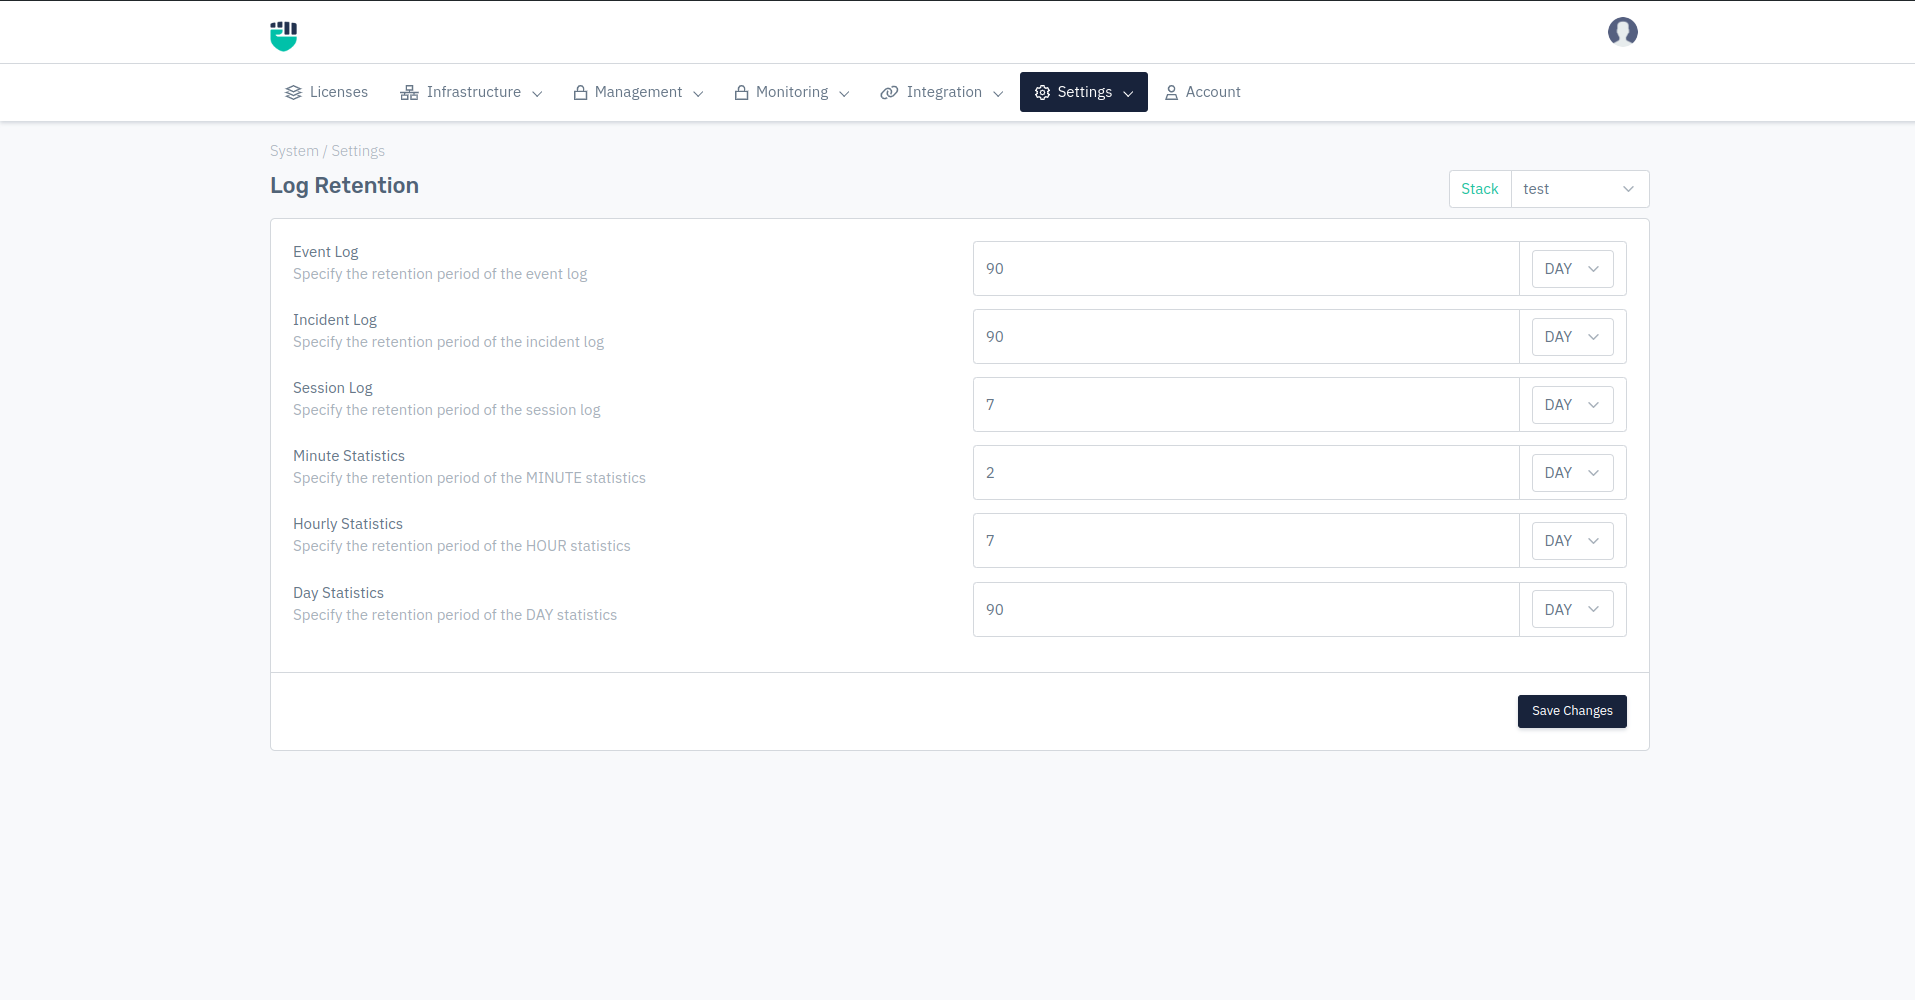 Licenses
Infrastructure
Management
Monitoring
Integration
Settings
Account
System / Settings
Log Retention
Stack
test
Event Log
Specify the retention period of the event log
90
DAY
Incident Log
Specify the retention period of the incident log
90
DAY
Session Log
Specify the retention period of the session log
7
DAY
Minute Statistics
Specify the retention period of the MINUTE statistics
2
DAY
Hourly Statistics
Specify the retention period of the HOUR statistics
7
DAY
Day Statistics
Specify the retention period of the DAY statistics
90
DAY
Save Changes